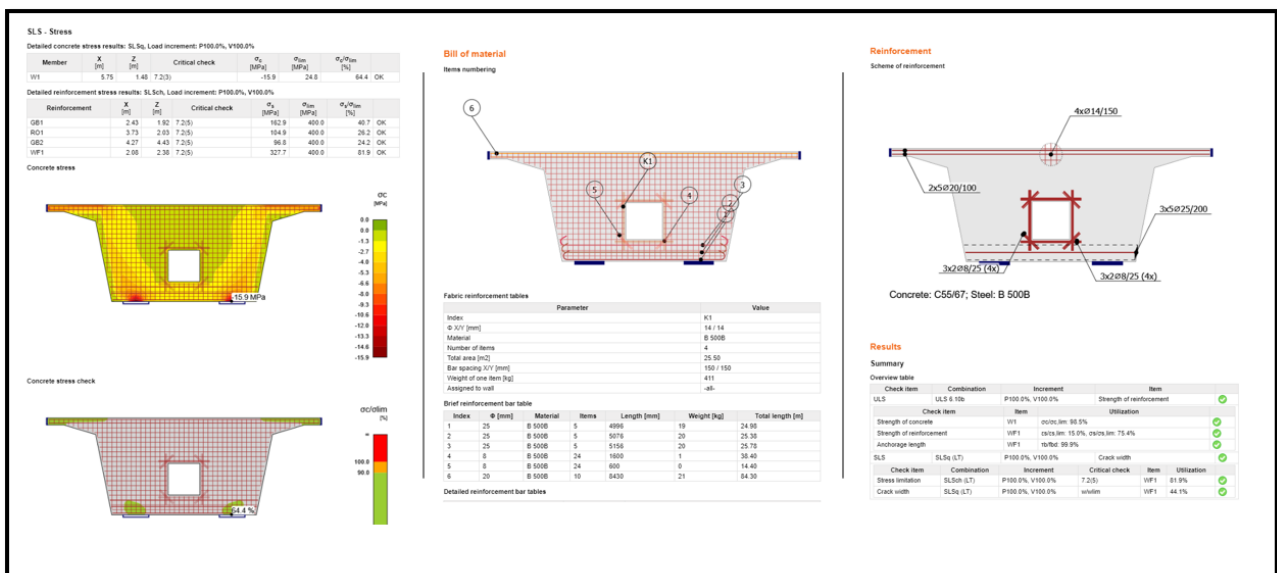 SLS - Stress
Detailed concrete stress results: SLSq, Load increment: P100.0%, V100.0%
Member X [m] Z [m] Critical check σc [MPa] σlim [MPa] σc/σlim [%]
W1 5.75 1.48 7.2(3) -15.9 24.8 64.4 OK
Detailed reinforcement stress results: SLSch, Load increment: P100.0%, V100.0%
Reinforcement X [m] Z [m] Critical check σs [MPa] σlim [MPa] σs/σlim [%]
GB1 2.43 1.92 7.2(5) 162.9 400.0 40.7 OK
RO1 3.73 2.03 7.2(5) 104.9 400.0 26.2 OK
GB2 4.27 4.43 7.2(5) 96.8 400.0 24.2 OK
WF1 2.08 2.38 7.2(5) 327.7 400.0 81.9 OK
Concrete stress
σc
[MPa]
0.0
-1.3
-2.7
-4.0
-5.3
-6.6
-8.0
-9.3
-10.6
-12.0
-13.3
-14.6
-15.9
-15.9 MPa
Concrete stress check
σc/σlim
[%]
∞
100.0
90.0
64.4 %
Bill of material
Items numbering
6
K1
5
4
3
2
1
Fabric reinforcement tables
Parameter Value
Index K1
Φ X/Y [mm] 14 / 14
Material B 500B
Number of items 4
Total area [m2] 25.50
Bar spacing X/Y [mm] 150 / 150
Weight of one item [kg] 411
Assigned to wall -all-
Brief reinforcement bar table
Index Φ [mm] Material Items Length [mm] Weight [kg] Total length [m]
1 25 B 500B 5 4996 19 24.98
2 25 B 500B 5 5076 20 25.38
3 25 B 500B 5 5156 20 25.78
4 8 B 500B 24 1600 1 38.40
5 8 B 500B 24 600 0 14.40
6 20 B 500B 10 8430 21 84.30
Detailed reinforcement bar tables
Reinforcement
Scheme of reinforcement
4xØ14/150
2x5Ø20/100
3x5Ø25/200
3x2Ø8/25 (4x)
3x2Ø8/25 (4x)
Concrete: C55/67; Steel: B 500B
Results
Summary
Overview table
Check item Combination Increment Item
ULS ULS 6.10b P100.0%, V100.0% Strength of reinforcement
Check item Item Utilization
Strength of concrete W1 σc/σc,lim: 98.5%
Strength of reinforcement WF1 εs/εs,lim: 15.0%, σs/σs,lim: 75.4%
Anchorage length WF1 τb/fbd: 99.9%
SLS SLSq (LT) P100.0%, V100.0% Crack width
Check item Combination Increment Critical check Item Utilization
Stress limitation SLSch (LT) P100.0%, V100.0% 7.2(5) WF1 81.9%
Crack width SLSq (LT) P100.0%, V100.0% w/wlim WF1 44.1%